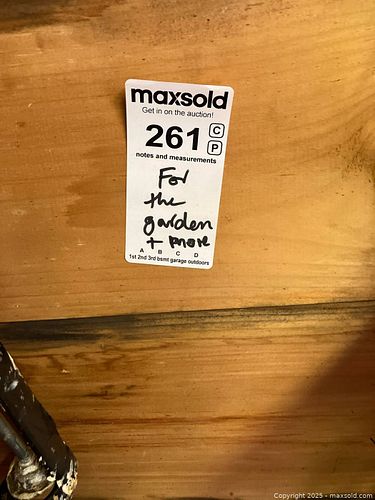 maxsold
Get in on the auction!
261 C
P
notes and measurements
For
the
garden
+ more
A B C D
1st 2nd 3rd bsmt garage outdoors
Copyright © 2025 - maxsold.com